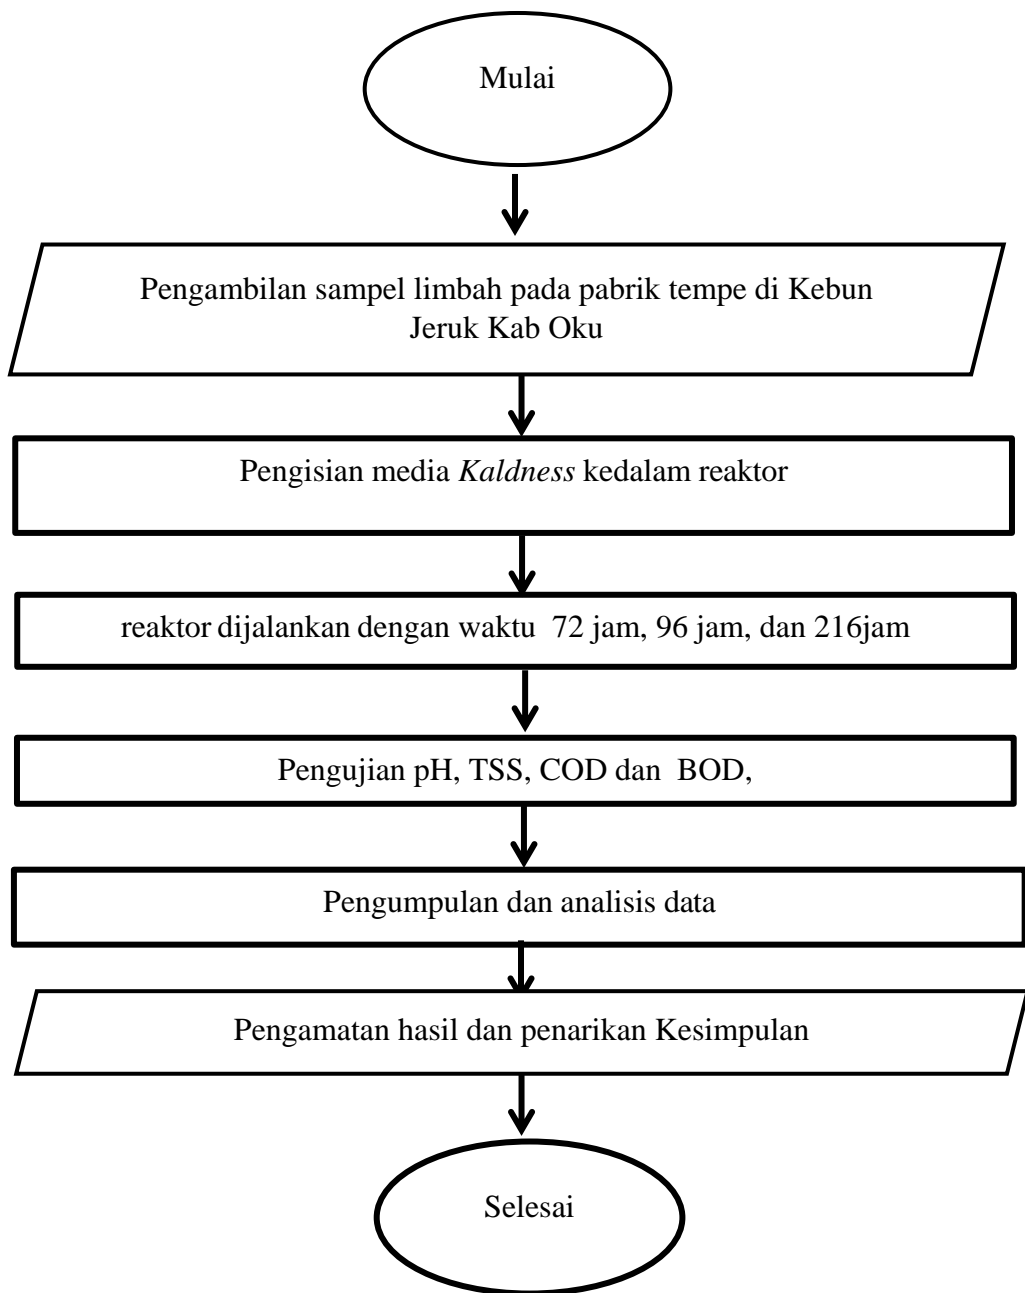 Mulai
Pengambilan sampel limbah pada pabrik tempe di Kebun
Jeruk Kab Oku
Pengisian media Kaldness kedalam reaktor
reaktor dijalankan dengan waktu  72 jam, 96 jam, dan 216jam
Pengujian pH, TSS, COD dan  BOD,
Pengumpulan dan analisis data
Pengamatan hasil dan penarikan Kesimpulan
Selesai